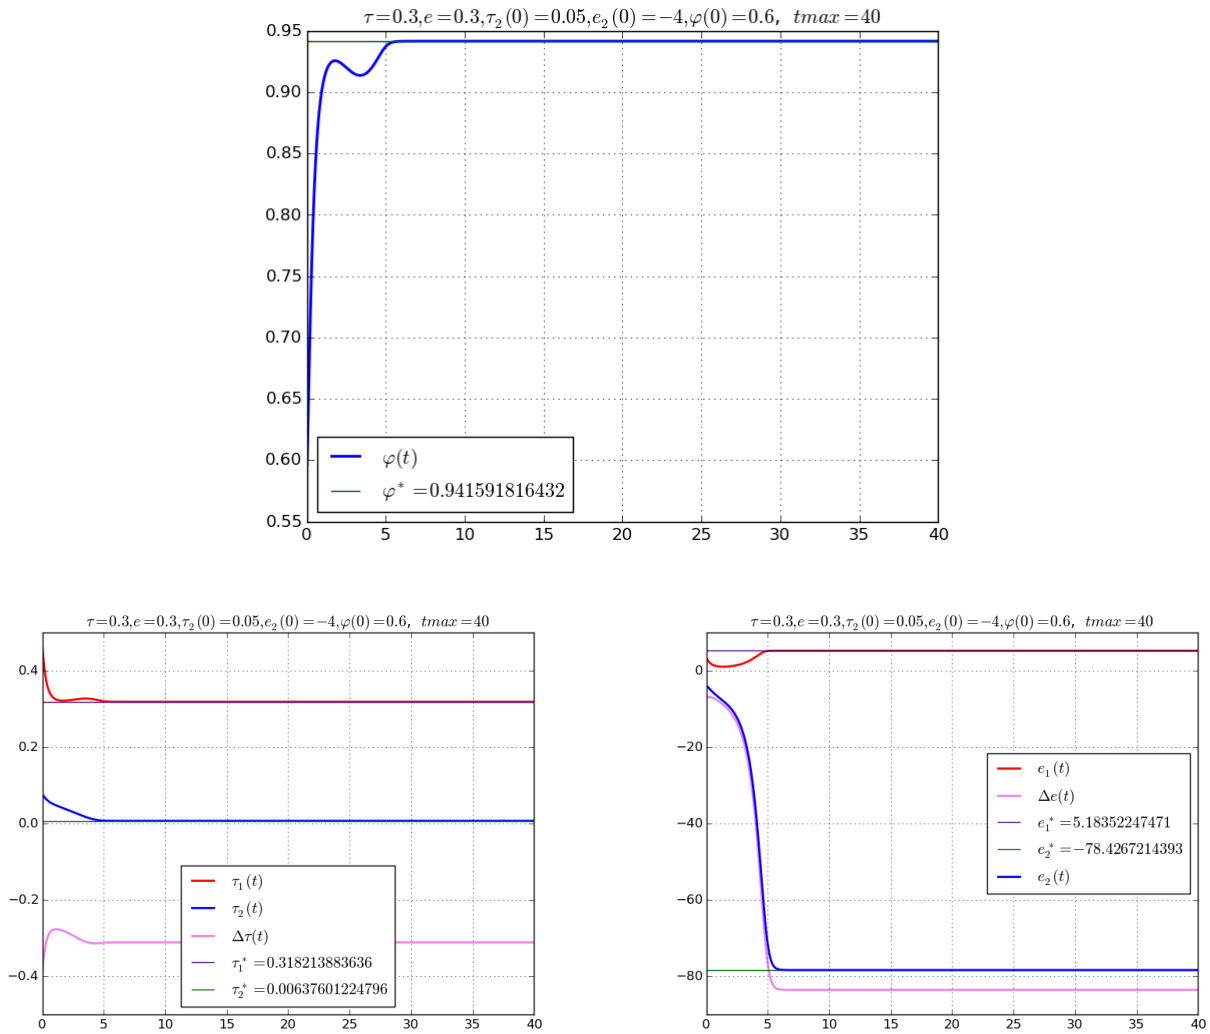 τ=0.3,e=0.3,τ₂(0)=0.05,e₂(0)=−4,φ(0)=0.6, tmax=40
0.95
0.90
0.85
0.80
0.75
0.70
0.65
0.60
0.55
φ(t)
φ*=0.941591816432
0 5 10 15 20 25 30 35 40
τ=0.3,e=0.3,τ₂(0)=0.05,e₂(0)=−4,φ(0)=0.6, tmax=40
0.4
0.2
0.0
−0.2
−0.4
τ₁(t)
τ₂(t)
Δτ(t)
τ₁*=0.318213883636
τ₂*=0.00637601224796
0 5 10 15 20 25 30 35 40
τ=0.3,e=0.3,τ₂(0)=0.05,e₂(0)=−4,φ(0)=0.6, tmax=40
0
−20
−40
−60
−80
e₁(t)
Δe(t)
e₁*=5.18352247471
e₂*=−78.4267214393
e₂(t)
0 5 10 15 20 25 30 35 40